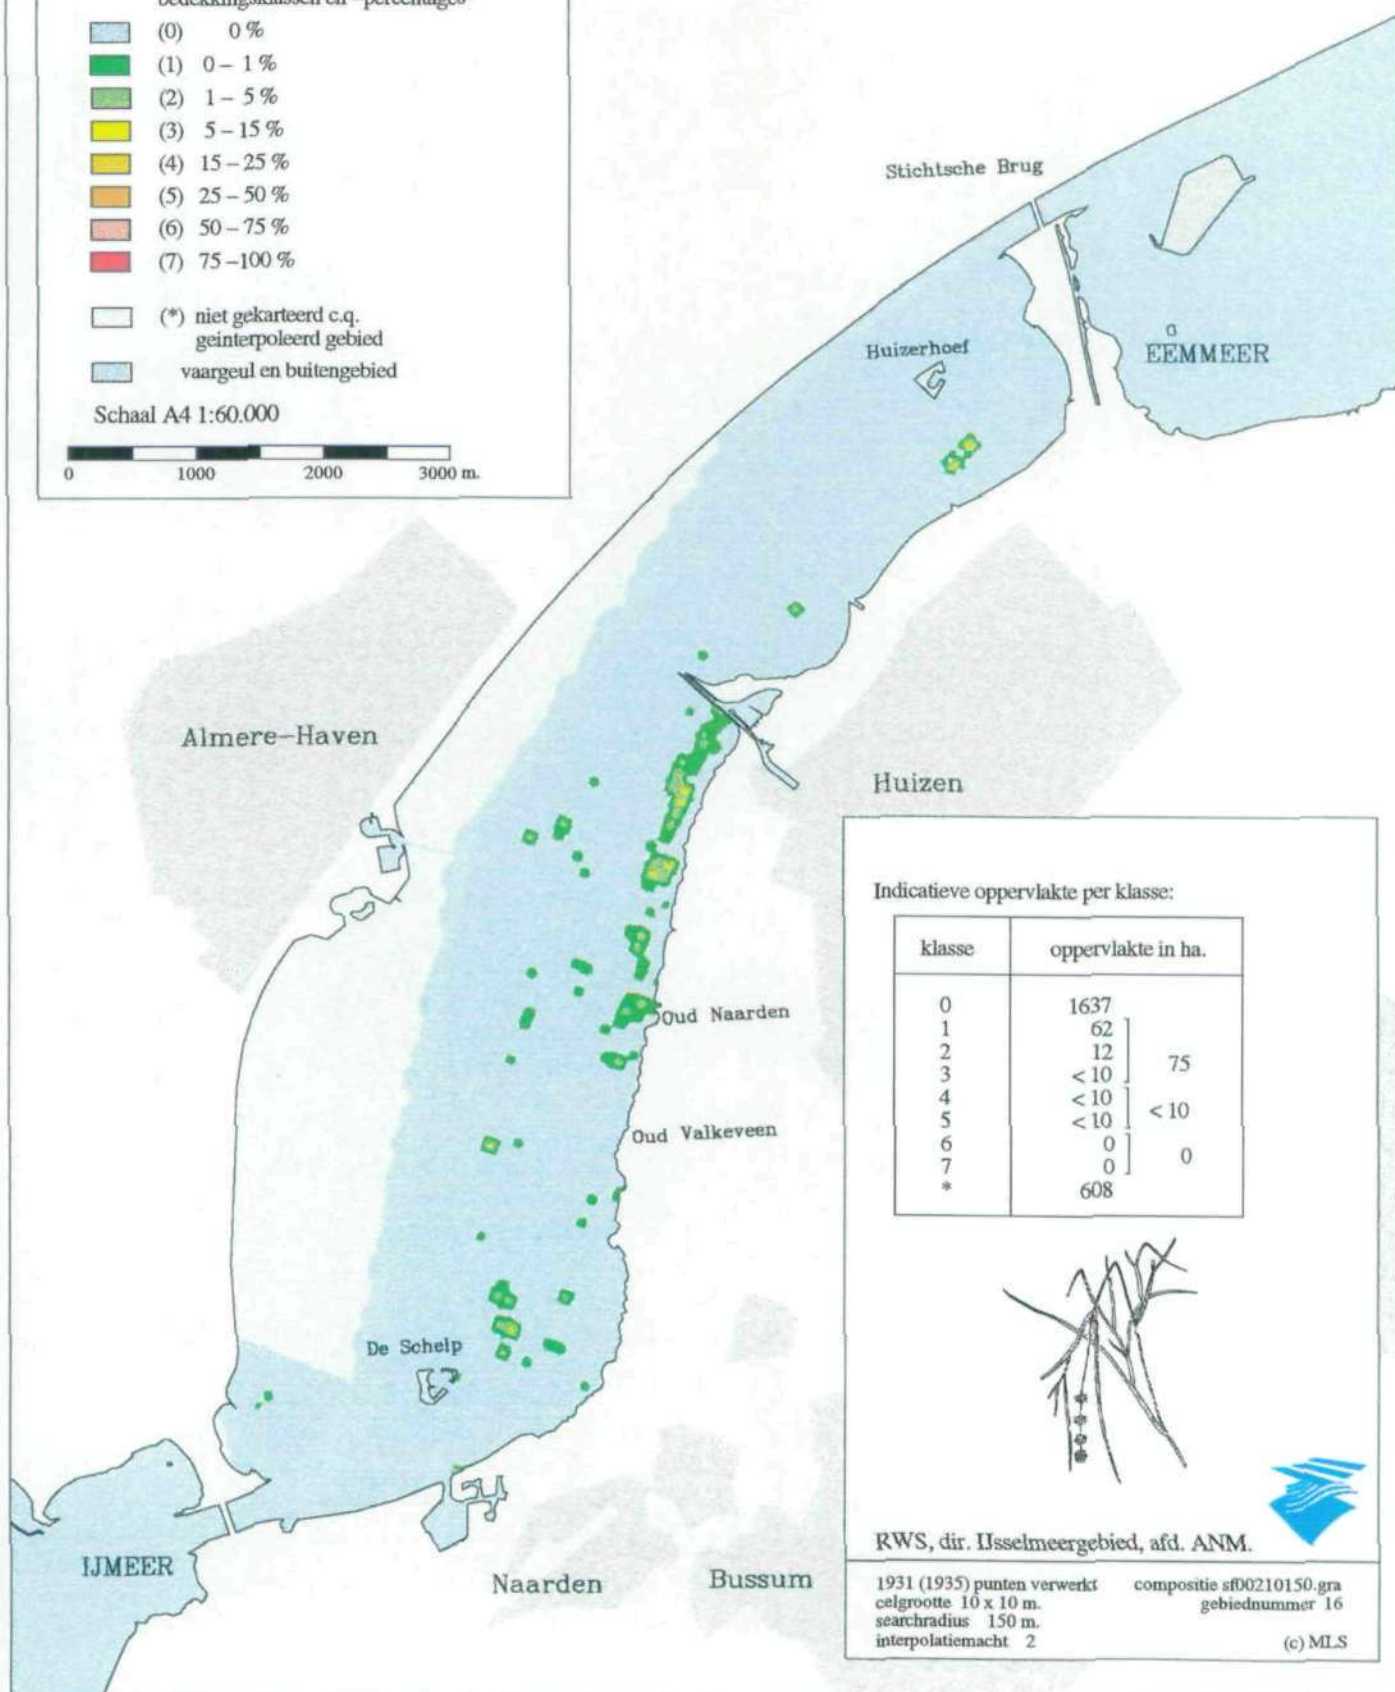 bedekkingsklassen en -percentages
(0) 0 %
(1) 0 – 1 %
(2) 1 – 5 %
(3) 5 – 15 %
(4) 15 – 25 %
(5) 25 – 50 %
(6) 50 – 75 %
(7) 75 –100 %
(*) niet gekarteerd c.q.
geinterpoleerd gebied
vaargeul en buitengebied
Schaal A4 1:60.000
0 1000 2000 3000 m.
Stichtsche Brug
Huizerhoef
EEMMEER
Almere-Haven
Huizen
Oud Naarden
Oud Valkeveen
De Schelp
IJMEER
Naarden
Bussum
Indicatieve oppervlakte per klasse:
klasse oppervlakte in ha.
0 1637
1 62
2 12 75
3 < 10
4 < 10 < 10
5 < 10
6 0 0
7 0
* 608
RWS, dir. IJsselmeergebied, afd. ANM.
1931 (1935) punten verwerkt compositie sf00210150.gra
celgrootte 10 x 10 m. gebiednummer 16
searchradius 150 m.
interpolatiemacht 2 (c) MLS